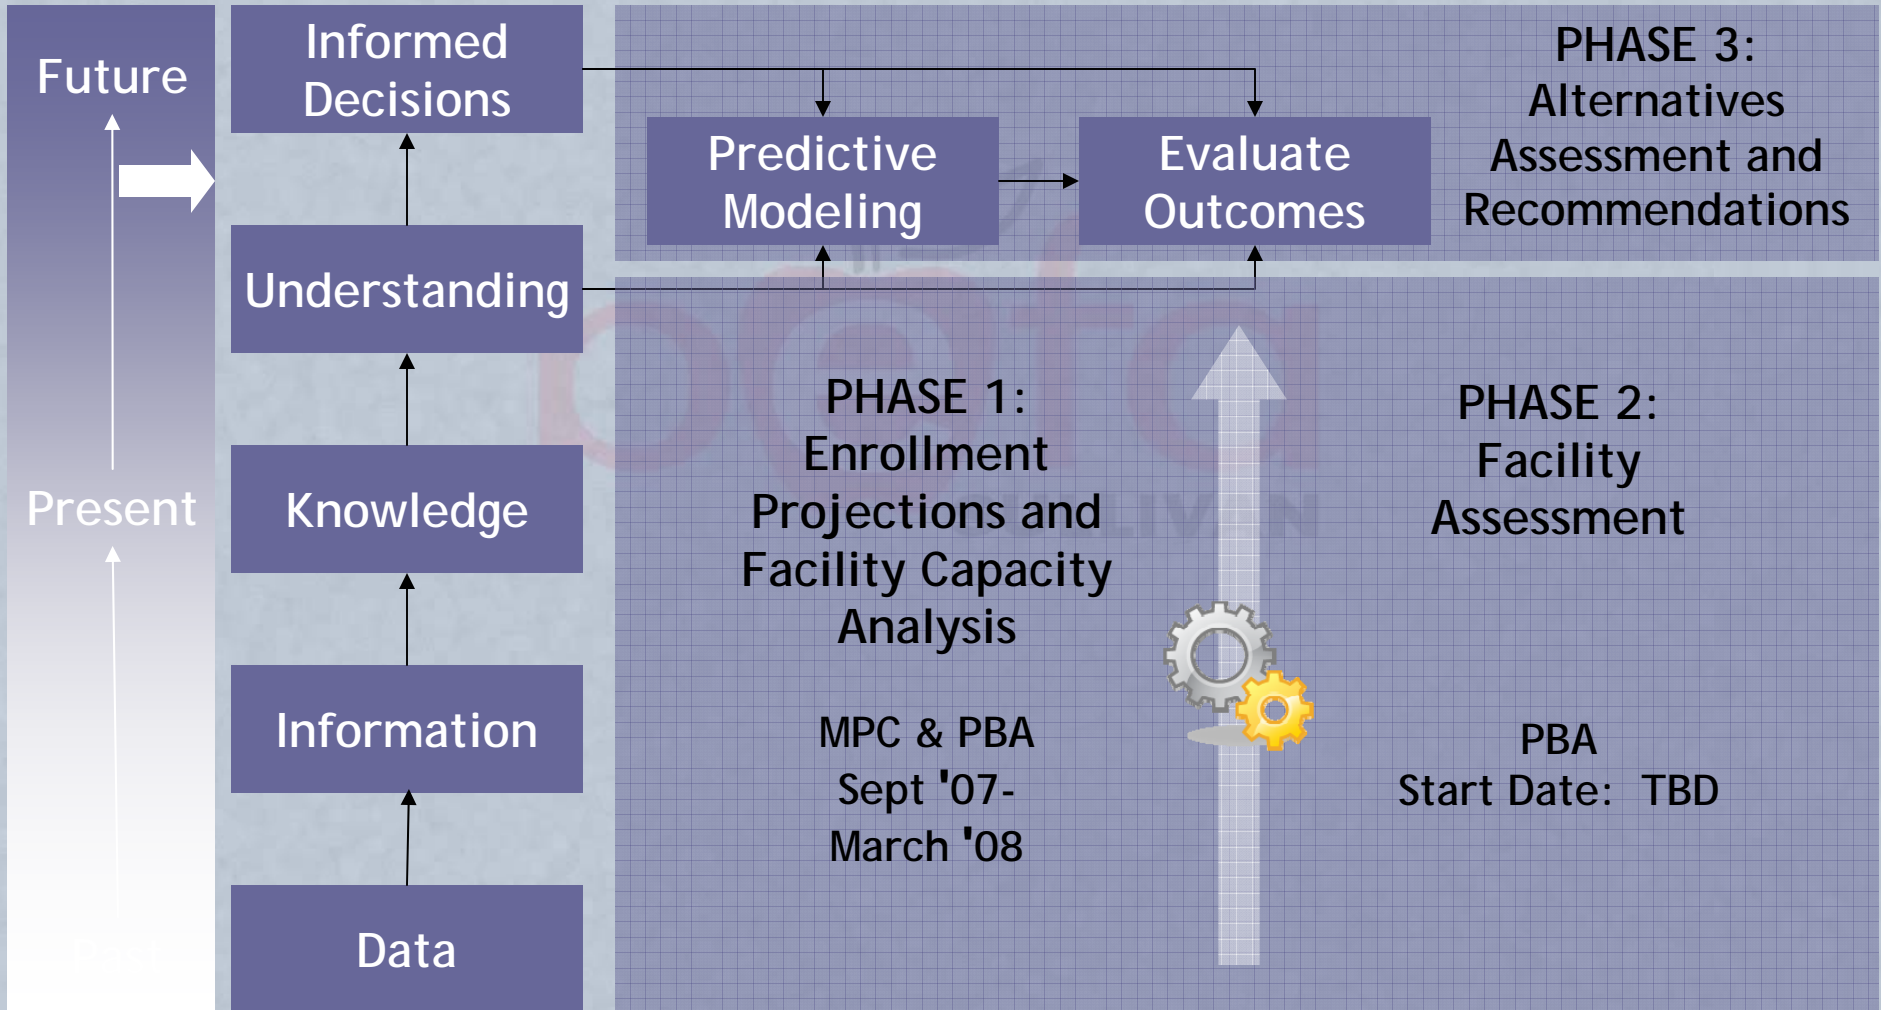 Future
Present
Past
Informed
Decisions
Understanding
Knowledge
Information
Data
Predictive
Modeling
Evaluate
Outcomes
PHASE 3:
Alternatives
Assessment and
Recommendations
PHASE 1:
Enrollment
Projections and
Facility Capacity
Analysis
MPC & PBA
Sept '07-
March '08
PHASE 2:
Facility
Assessment
PBA
Start Date: TBD
SULLIVAN